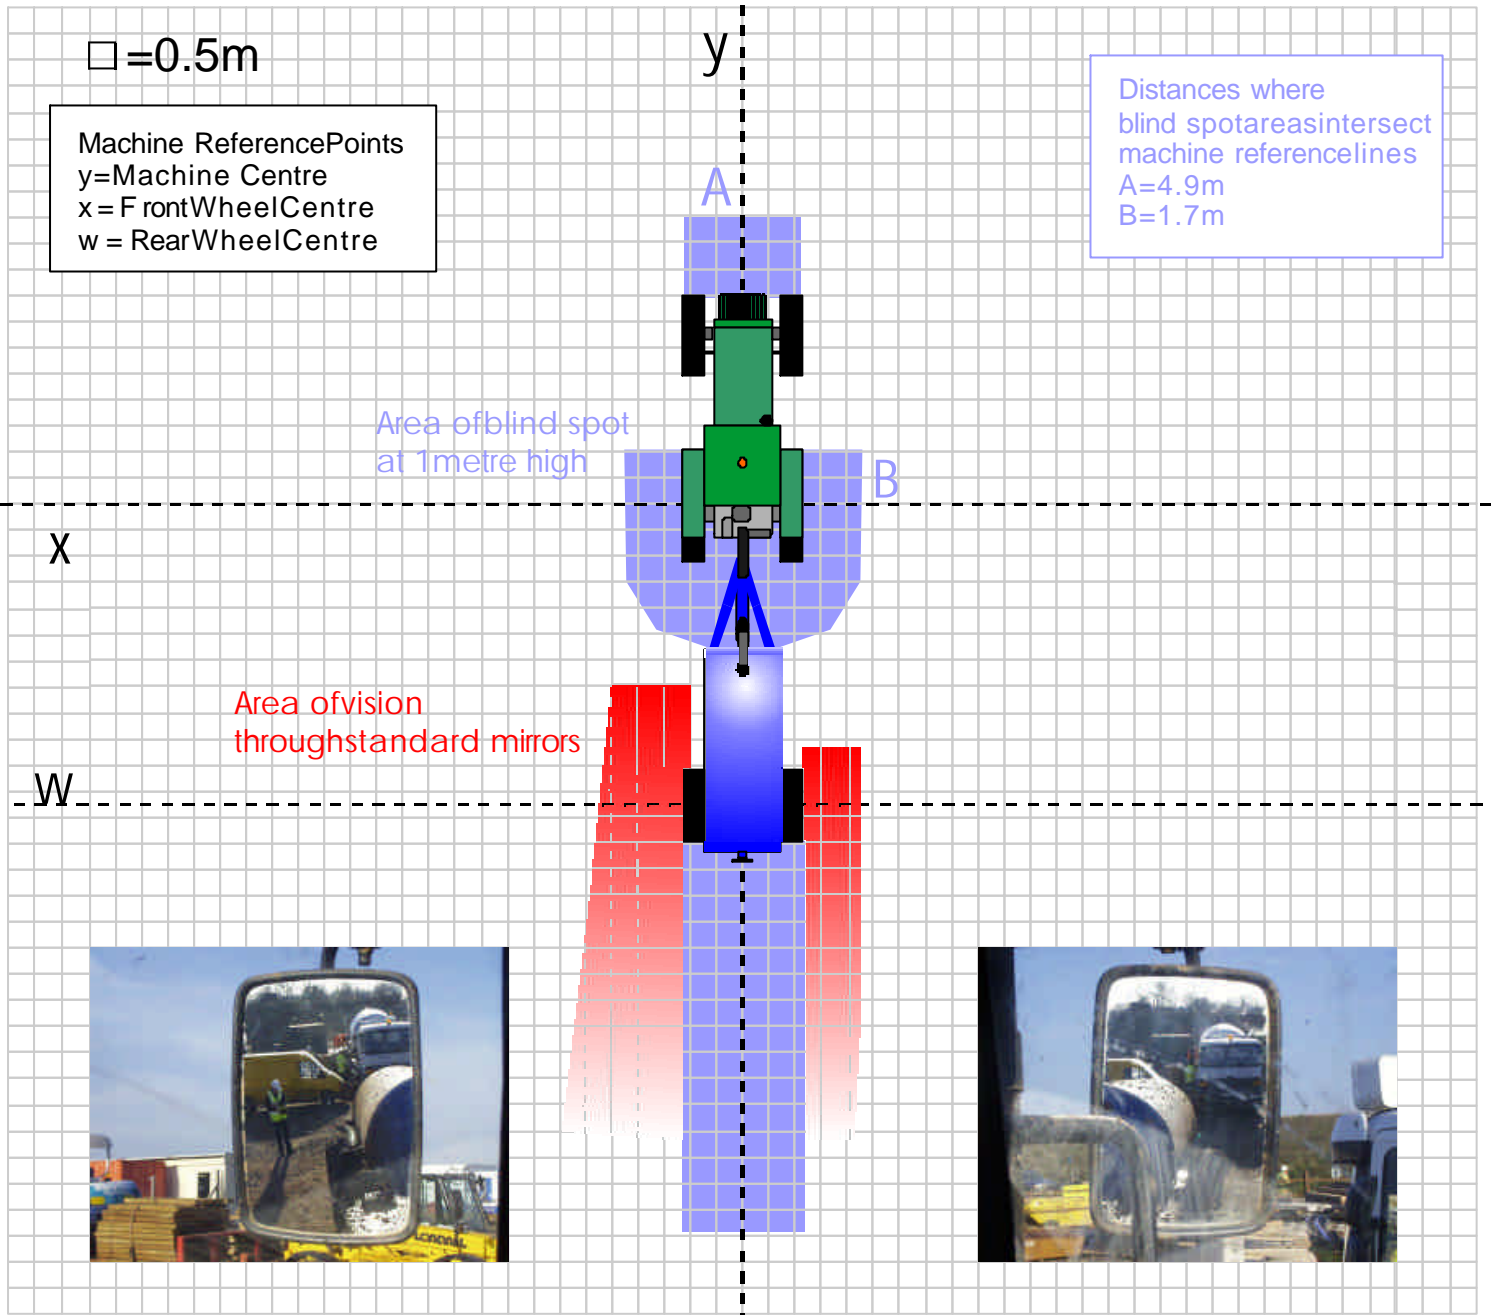 □=0.5m
y
Machine ReferencePoints
y=Machine Centre
x=FrontWheelCentre
w = RearWheelCentre
Distances where
blind spotareasintersect
machine referencelines
A=4.9m
B=1.7m
A
Area ofblind spot
at 1metre high
B
x
Area ofvision
throughstandard mirrors
w